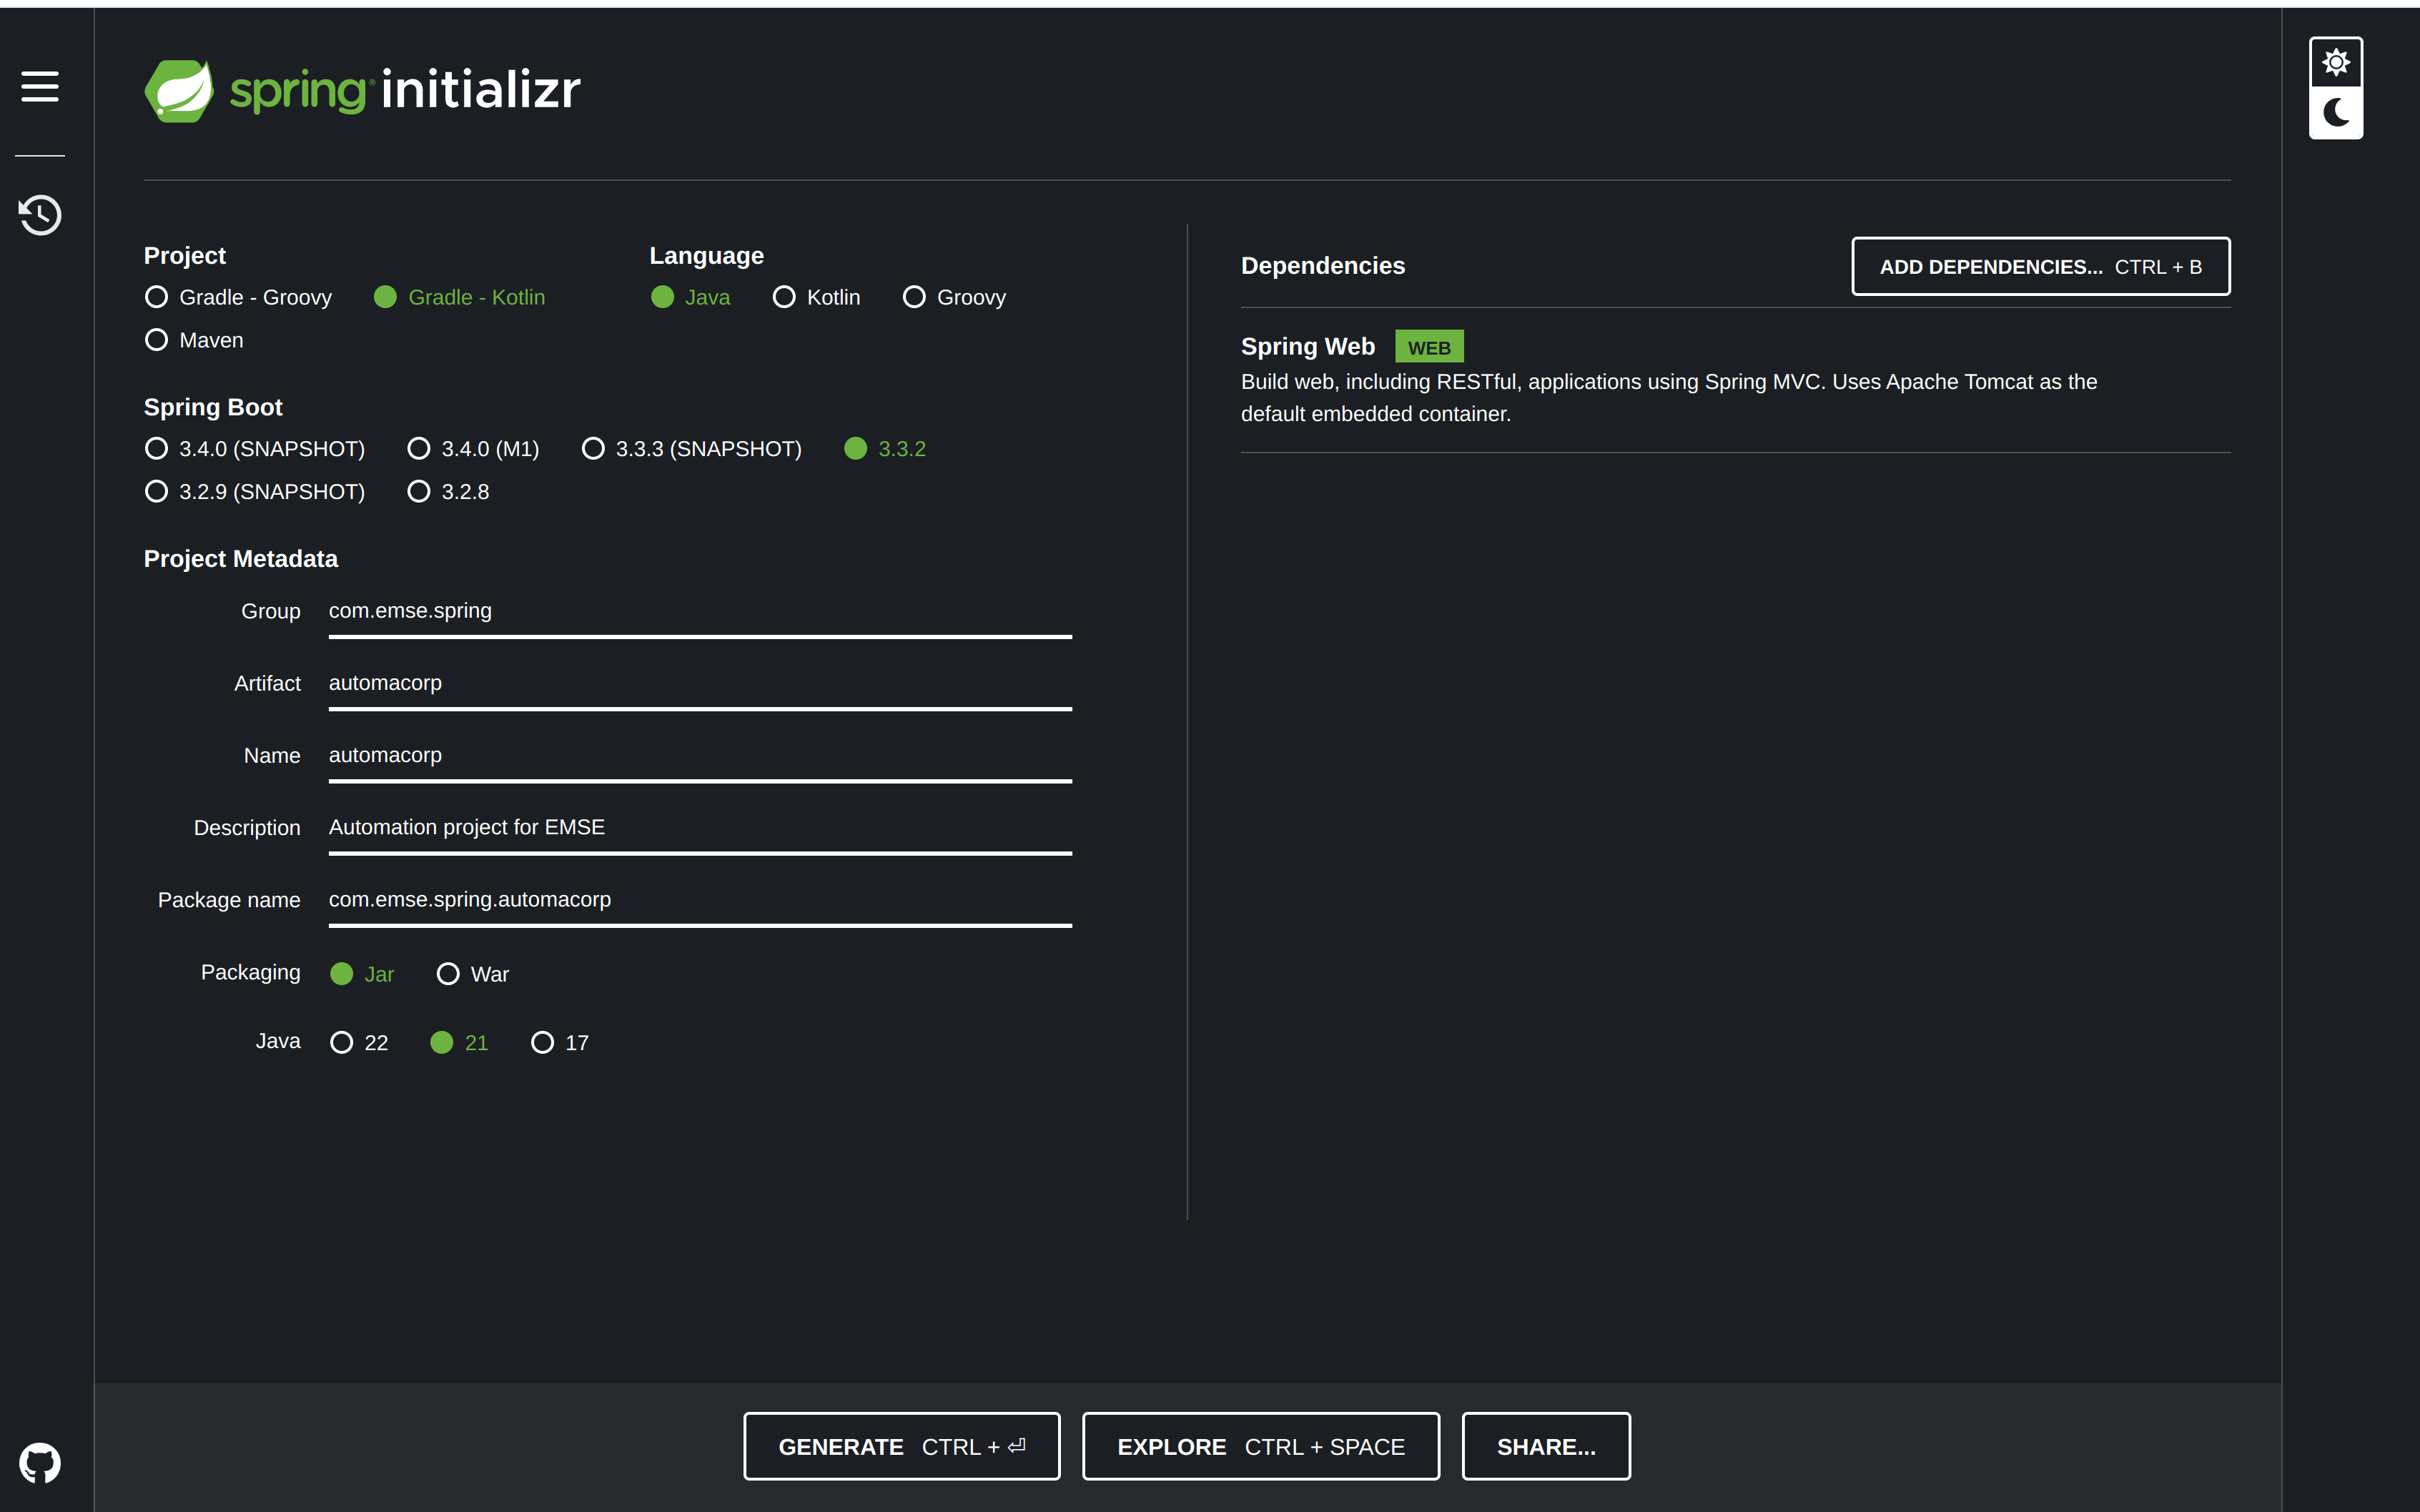 spring initializr
Project
Gradle - Groovy Gradle - Kotlin
Maven
Language
Java Kotlin Groovy
Spring Boot
3.4.0 (SNAPSHOT) 3.4.0 (M1) 3.3.3 (SNAPSHOT) 3.3.2
3.2.9 (SNAPSHOT) 3.2.8
Project Metadata
Group com.emse.spring
Artifact automacorp
Name automacorp
Description Automation project for EMSE
Package name com.emse.spring.automacorp
Packaging Jar War
Java 22 21 17
Dependencies ADD DEPENDENCIES... CTRL + B
Spring Web WEB
Build web, including RESTful, applications using Spring MVC. Uses Apache Tomcat as the
default embedded container.
GENERATE CTRL + ⏎ EXPLORE CTRL + SPACE SHARE...